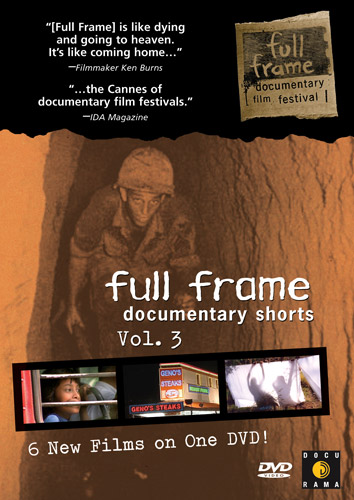 “[Full Frame] is like dying
and going to heaven.
It’s like coming home…”
—Filmmaker Ken Burns
“…the Cannes of
documentary film festivals.”
—IDA Magazine
full
frame
documentary
[ film festival ]
full frame
documentary shorts
Vol. 3
GENO'S
STEAKS
GENO'S STEAKS
6 New Films on One DVD!
DVD
VIDEO
DOCU
RAMA